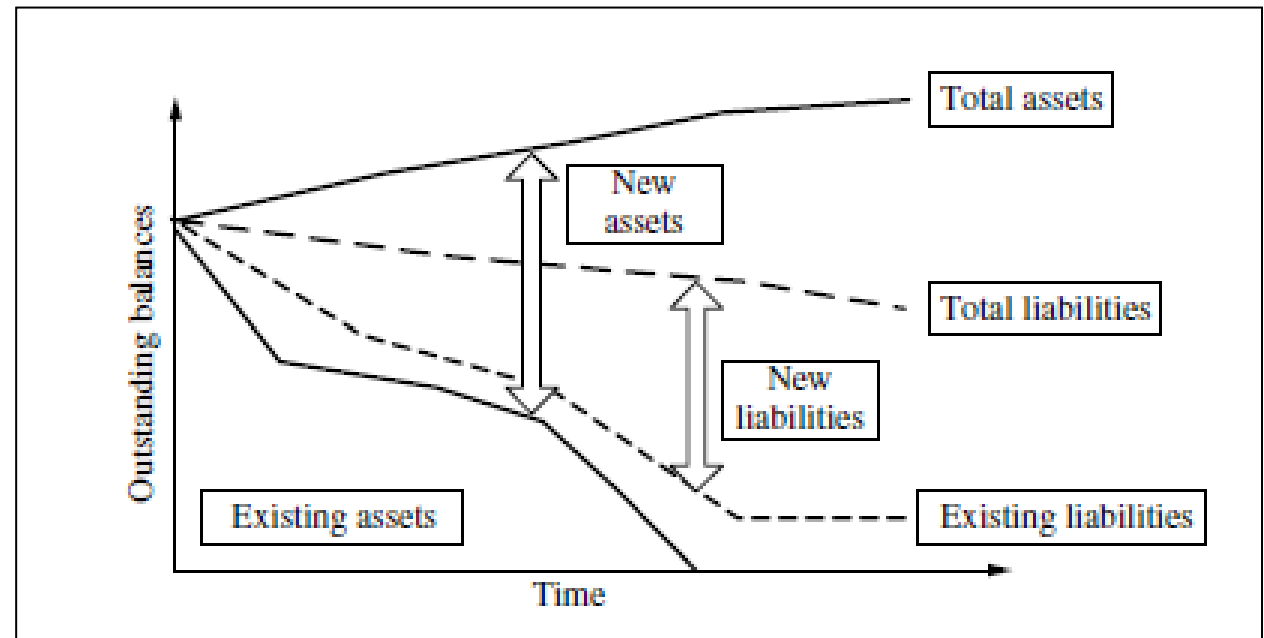 Total assets
New
assets
Total liabilities
New
liabilities
Existing assets
Existing liabilities
Outstanding balances
Time